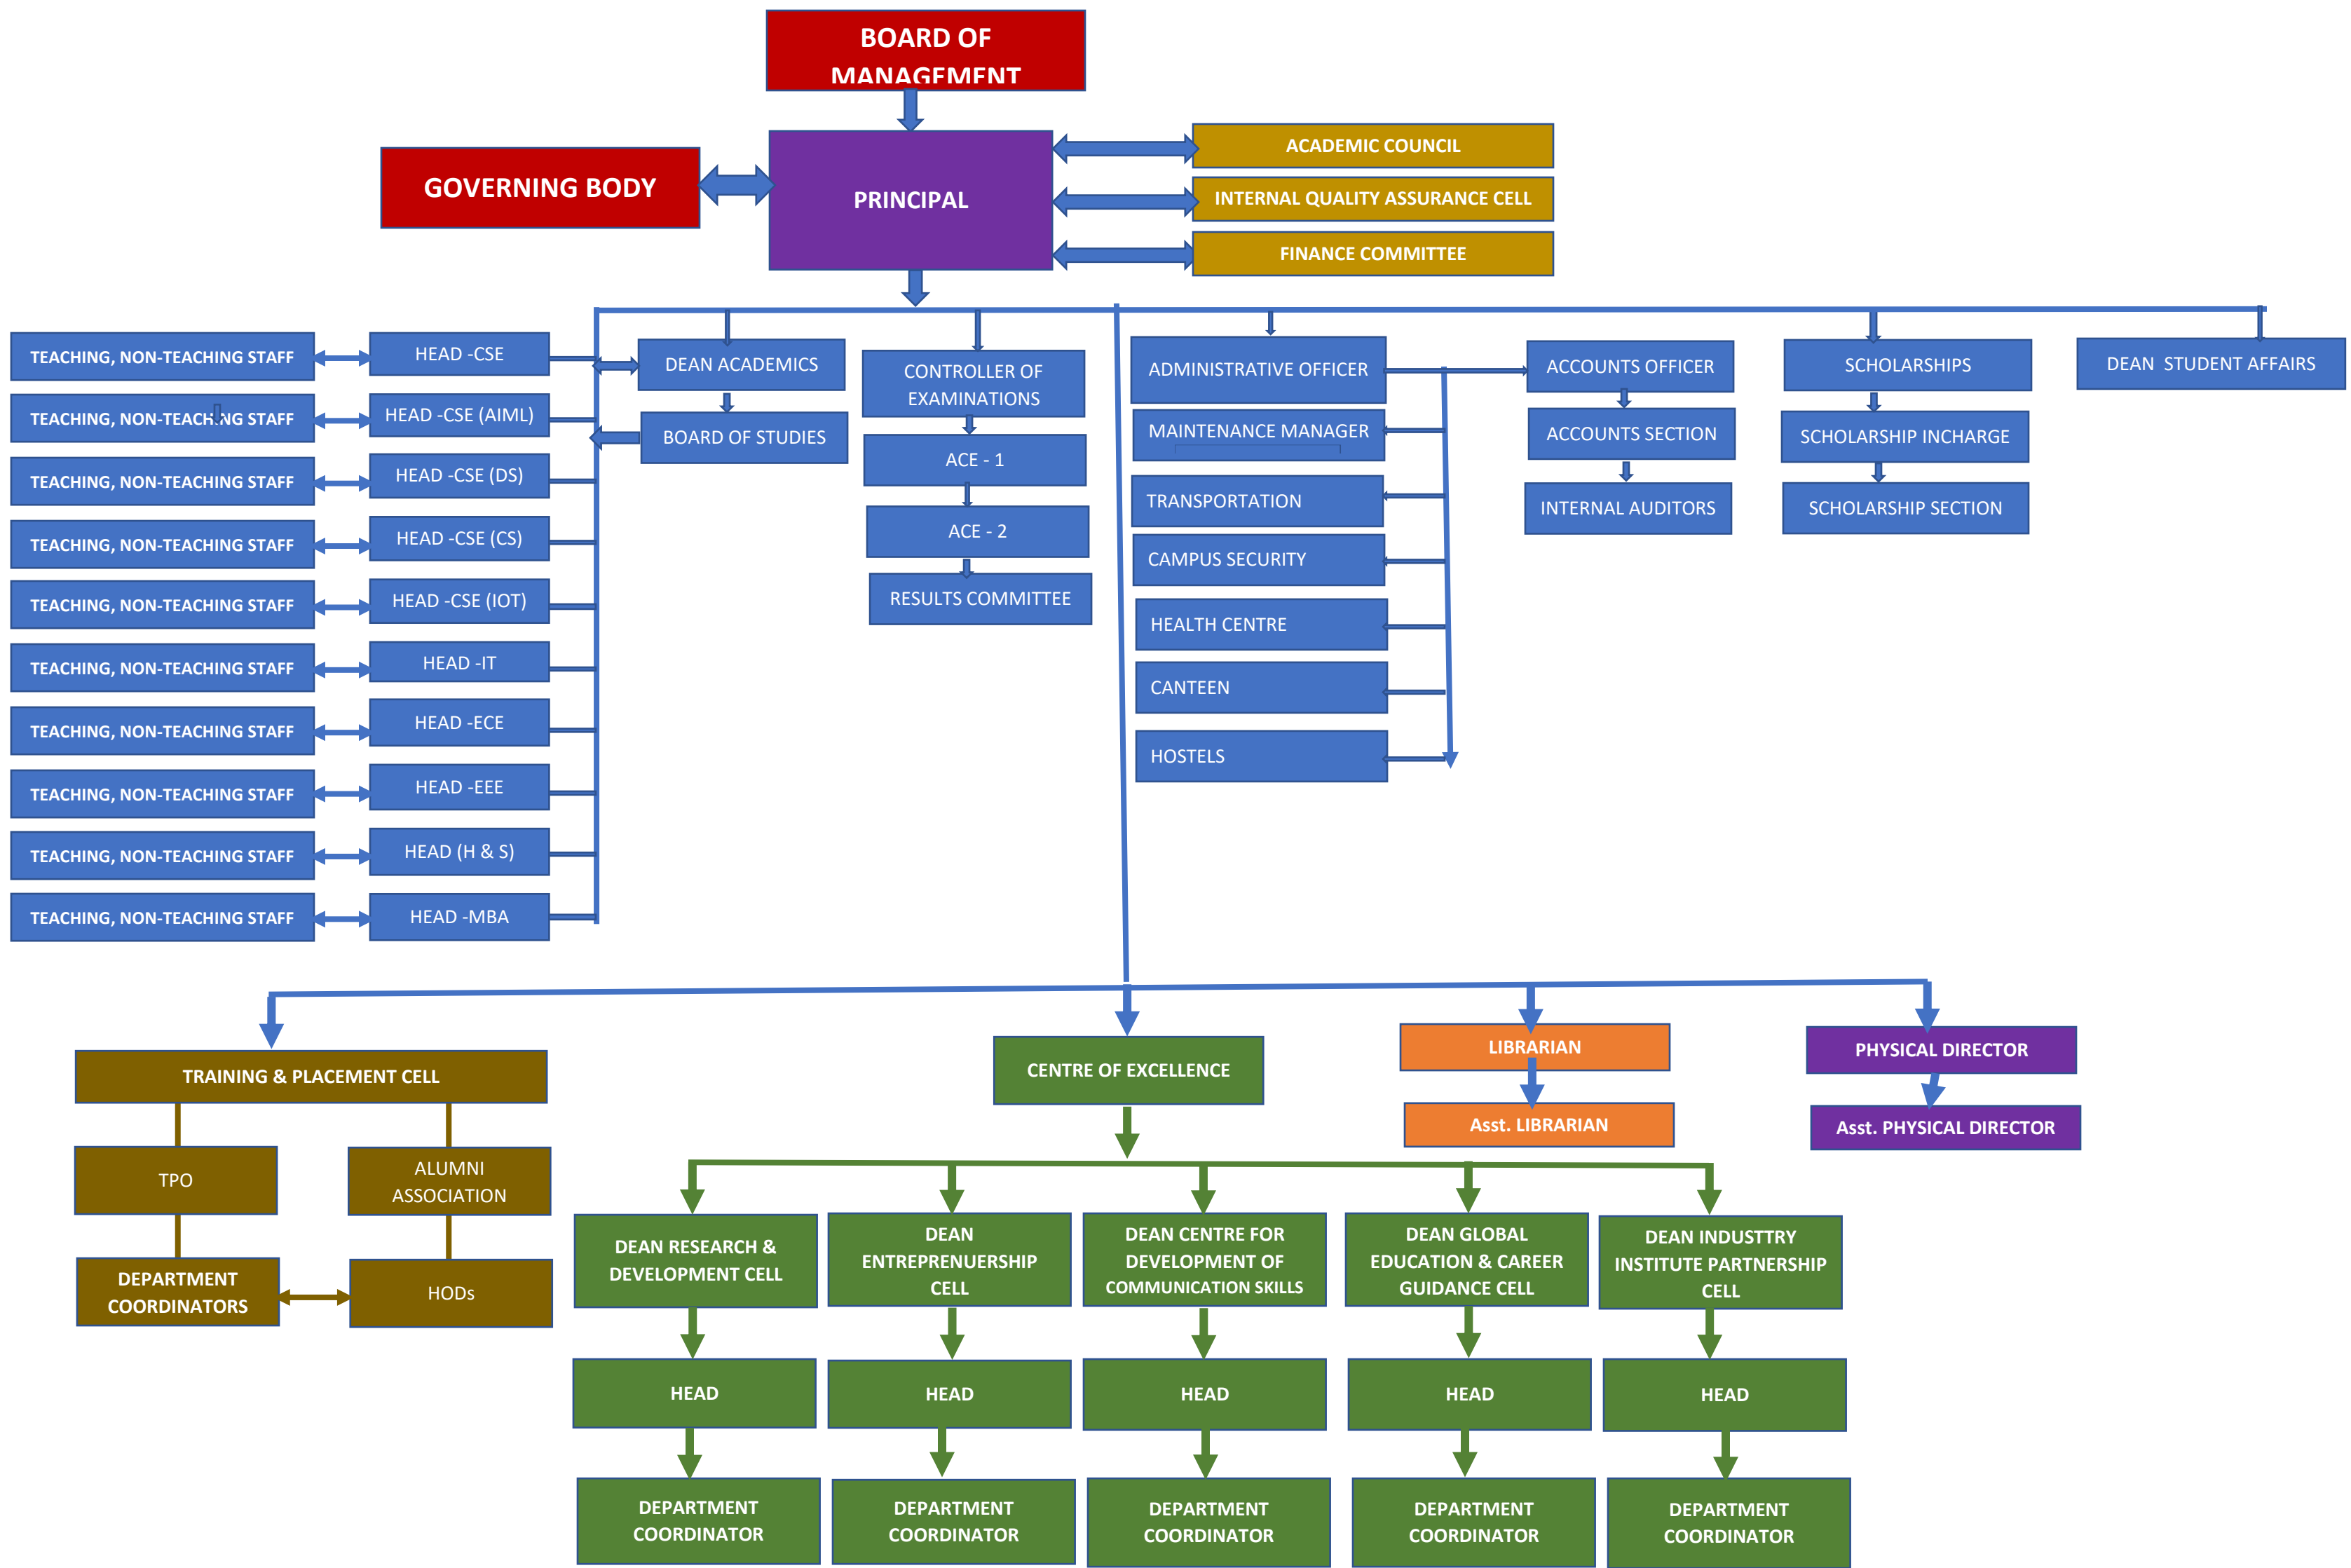 BOARD OF
MANAGEMENT
GOVERNING BODY
PRINCIPAL
ACADEMIC COUNCIL
INTERNAL QUALITY ASSURANCE CELL
FINANCE COMMITTEE
TEACHING, NON-TEACHING STAFF
HEAD -CSE
TEACHING, NON-TEACHING STAFF
HEAD -CSE (AIML)
TEACHING, NON-TEACHING STAFF
HEAD -CSE (DS)
TEACHING, NON-TEACHING STAFF
HEAD -CSE (CS)
TEACHING, NON-TEACHING STAFF
HEAD -CSE (IOT)
TEACHING, NON-TEACHING STAFF
HEAD -IT
TEACHING, NON-TEACHING STAFF
HEAD -ECE
TEACHING, NON-TEACHING STAFF
HEAD -EEE
TEACHING, NON-TEACHING STAFF
HEAD (H & S)
TEACHING, NON-TEACHING STAFF
HEAD -MBA
DEAN ACADEMICS
BOARD OF STUDIES
CONTROLLER OF
EXAMINATIONS
ACE - 1
ACE - 2
RESULTS COMMITTEE
ADMINISTRATIVE OFFICER
MAINTENANCE MANAGER
TRANSPORTATION
CAMPUS SECURITY
HEALTH CENTRE
CANTEEN
HOSTELS
ACCOUNTS OFFICER
ACCOUNTS SECTION
INTERNAL AUDITORS
SCHOLARSHIPS
SCHOLARSHIP INCHARGE
SCHOLARSHIP SECTION
DEAN  STUDENT AFFAIRS
TRAINING & PLACEMENT CELL
TPO
ALUMNI
ASSOCIATION
DEPARTMENT
COORDINATORS
HODs
CENTRE OF EXCELLENCE
LIBRARIAN
Asst. LIBRARIAN
PHYSICAL DIRECTOR
Asst. PHYSICAL DIRECTOR
DEAN RESEARCH &
DEVELOPMENT CELL
DEAN
ENTREPRENUERSHIP
CELL
DEAN CENTRE FOR
DEVELOPMENT OF
COMMUNICATION SKILLS
DEAN GLOBAL
EDUCATION & CAREER
GUIDANCE CELL
DEAN INDUSTTRY
INSTITUTE PARTNERSHIP
CELL
HEAD
HEAD
HEAD
HEAD
HEAD
DEPARTMENT
COORDINATOR
DEPARTMENT
COORDINATOR
DEPARTMENT
COORDINATOR
DEPARTMENT
COORDINATOR
DEPARTMENT
COORDINATOR